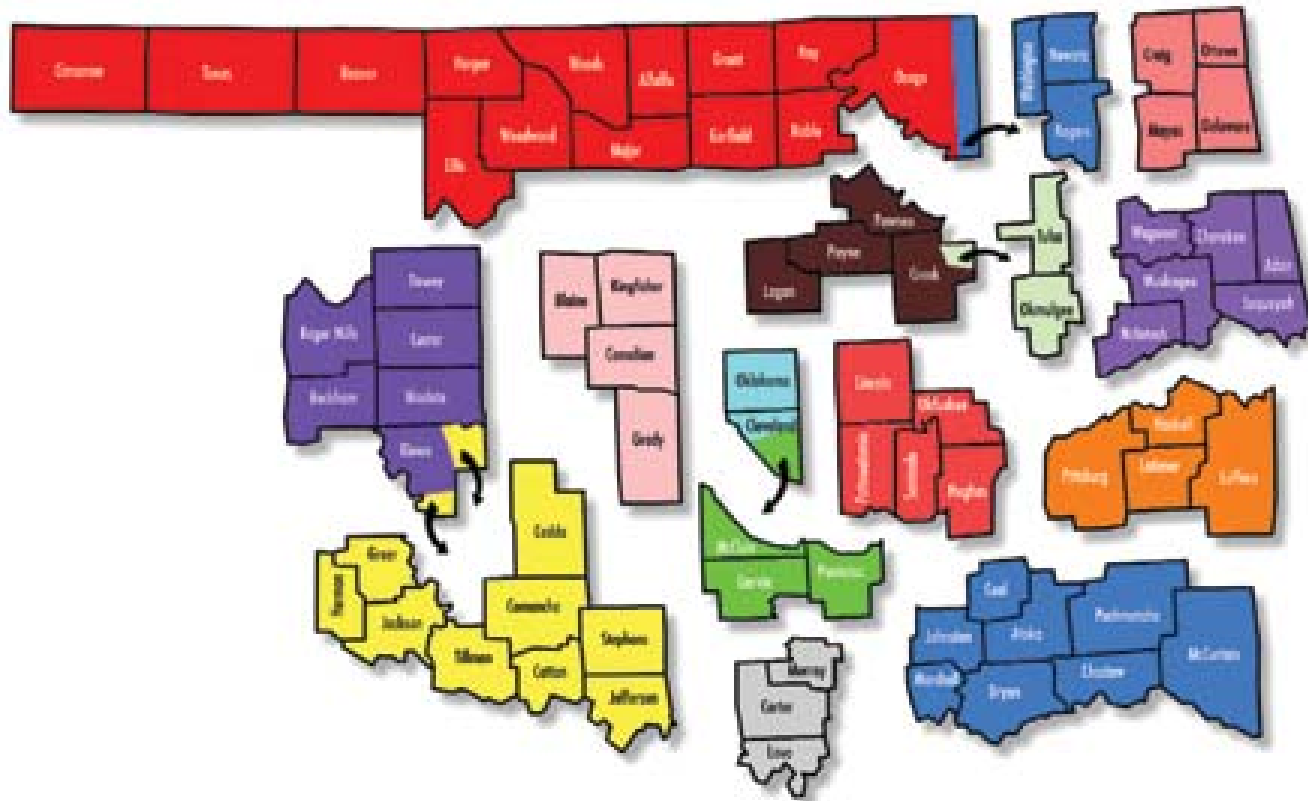 Cimarron
Texas
Beaver
Harper
Woods
Alfalfa
Grant
Kay
Osage
Ellis
Woodward
Major
Garfield
Noble
Washington
Nowata
Rogers
Craig
Ottawa
Mayes
Delaware
Pawnee
Payne
Logan
Creek
Tulsa
Okmulgee
Wagoner
Cherokee
Adair
Muskogee
Sequoyah
McIntosh
Roger Mills
Custer
Beckham
Washita
Kiowa
Blaine
Kingfisher
Canadian
Grady
Oklahoma
Cleveland
Lincoln
Okfuskee
Pottawatomie
Seminole
Hughes
Haskell
Pittsburg
Latimer
LeFlore
McClain
Garvin
Pontotoc
Greer
Harmon
Jackson
Caddo
Comanche
Tillman
Cotton
Stephens
Jefferson
Murray
Carter
Love
Coal
Johnston
Atoka
Pushmataha
McCurtain
Marshall
Bryan
Choctaw